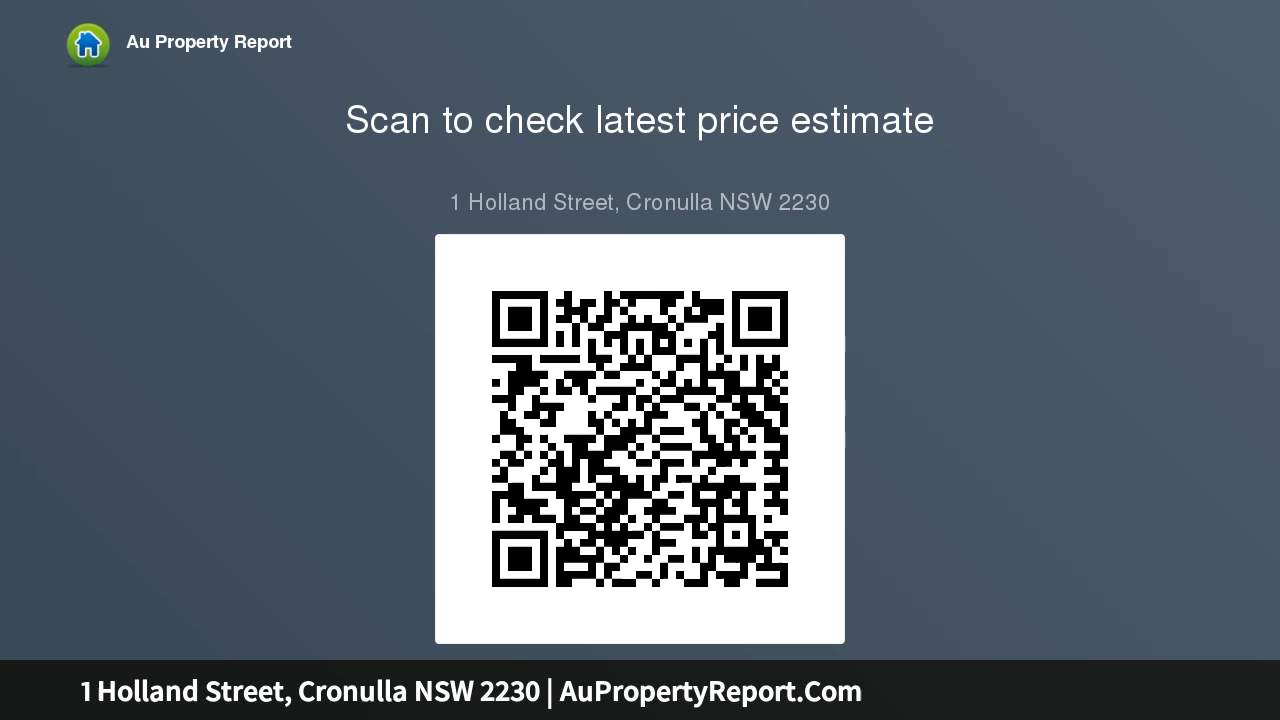 Au Property Report
Scan to check latest price estimate
1 Holland Street, Cronulla NSW 2230
1 Holland Street, Cronulla NSW 2230 | AuPropertyReport.Com